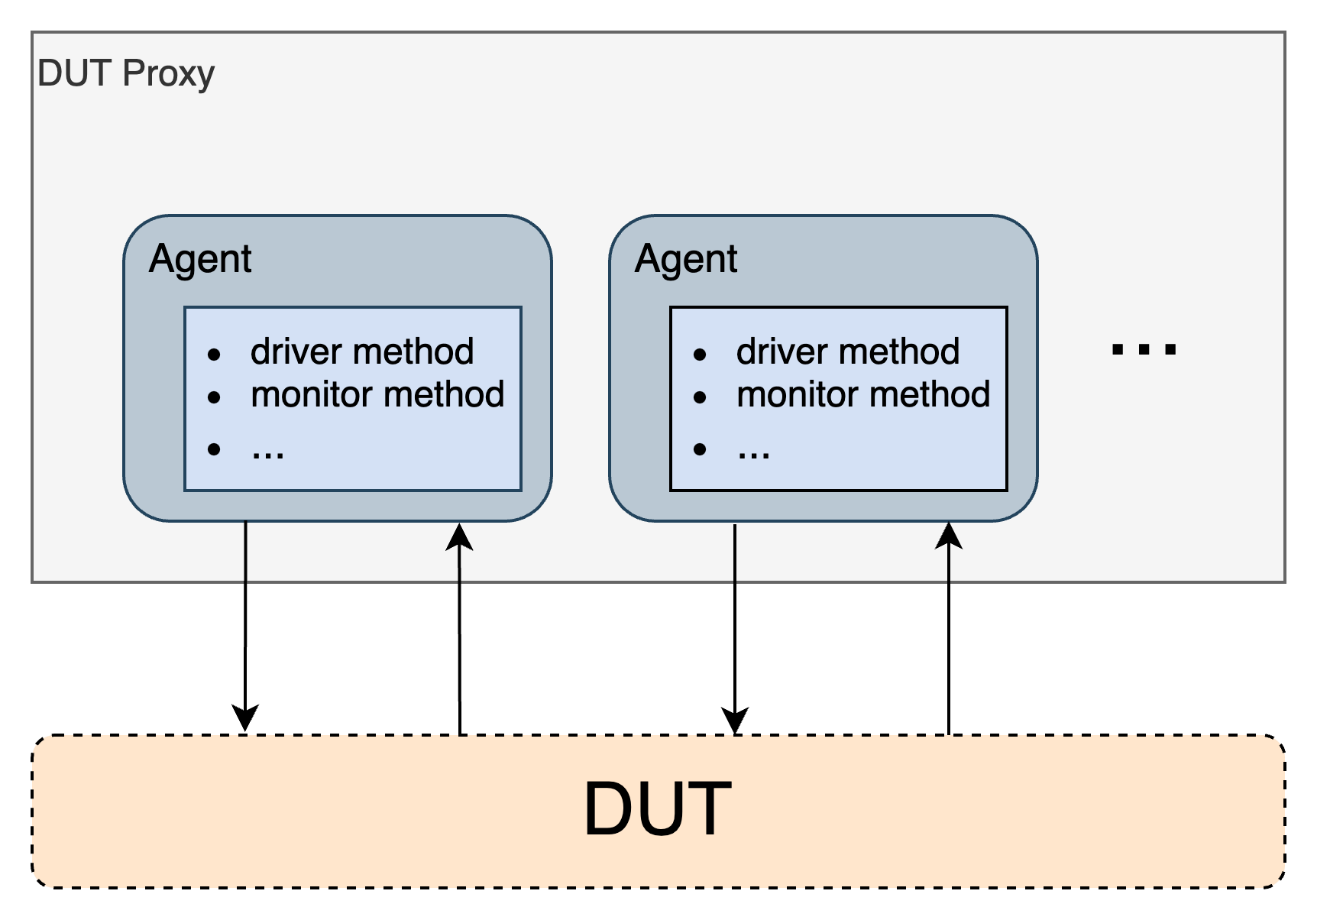 DUT Proxy
Agent
• driver method
• monitor method
• ...
Agent
• driver method
• monitor method
• ...
...
DUT